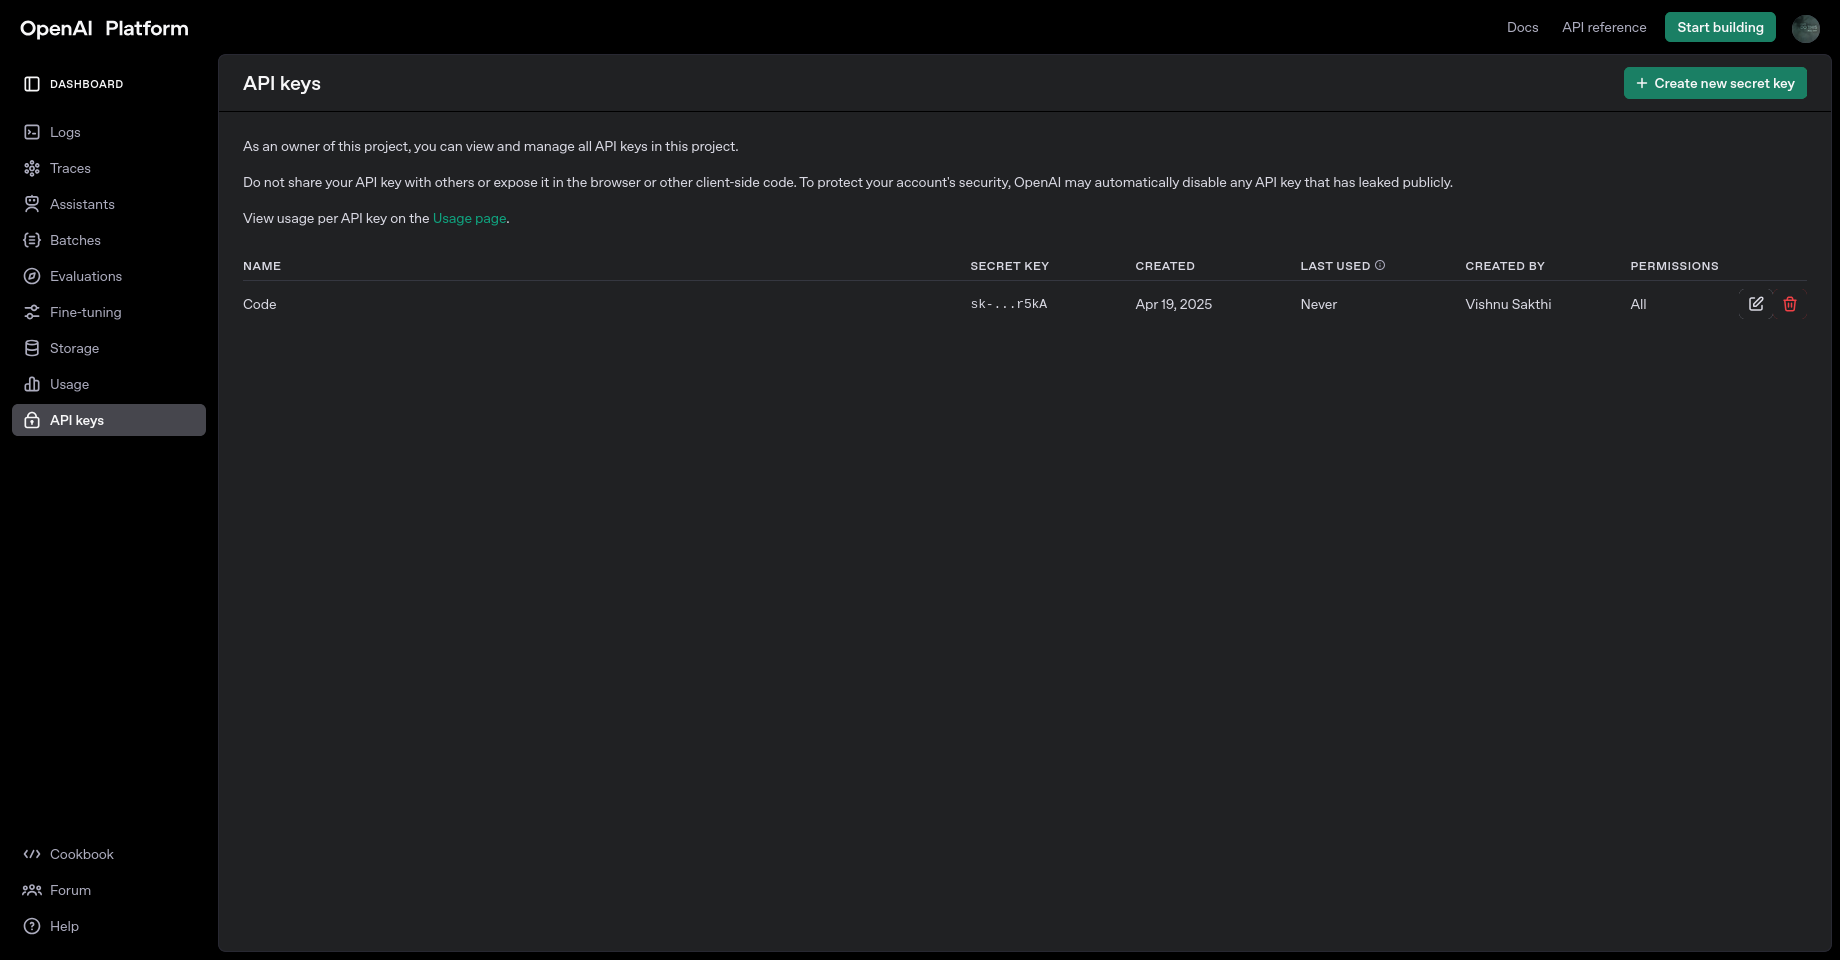 OpenAI Platform
Docs
API reference
Start building
DASHBOARD
Logs
Traces
Assistants
Batches
Evaluations
Fine-tuning
Storage
Usage
API keys
Cookbook
Forum
Help
API keys
+ Create new secret key
As an owner of this project, you can view and manage all API keys in this project.
Do not share your API key with others or expose it in the browser or other client-side code. To protect your account's security, OpenAI may automatically disable any API key that has leaked publicly.
View usage per API key on the Usage page.
NAME SECRET KEY CREATED LAST USED CREATED BY PERMISSIONS
Code sk-...r5kA Apr 19, 2025 Never Vishnu Sakthi All